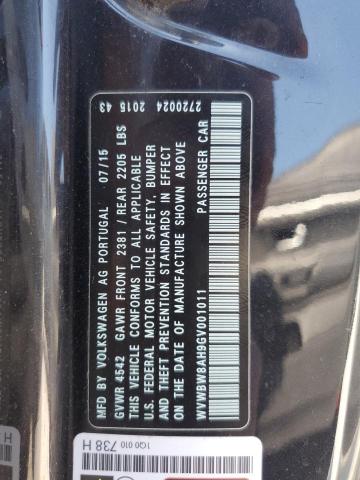 MFD BY VOLKSWAGEN AG PORTUGAL 07/15 2720024 2015 43
GVWR 4542 GAWR FRONT 2381 / REAR 2205 LBS
THIS VEHICLE CONFORMS TO ALL APPLICABLE
U.S. FEDERAL MOTOR VEHICLE SAFETY, BUMPER
AND THEFT PREVENTION STANDARDS IN EFFECT
ON THE DATE OF MANUFACTURE SHOWN ABOVE
WVWBW8AH9GV001011 PASSENGER CAR
1Q0 010 738 H